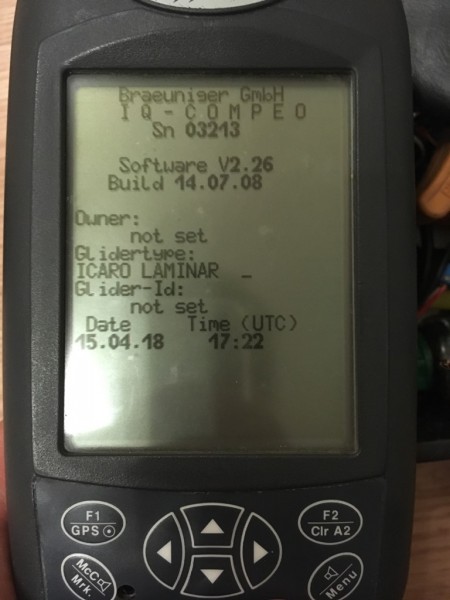 Braeuniger GmbH
IQ-COMPEO
Sn 03213
Software V2.26
Build 14.07.08
Owner:
not set
Glidertype:
ICARO LAMINAR _
Glider-Id:
not set
Date Time (UTC)
15.04.18 17:22
F1
GPS
F2
Clr A2
McC
Mrk.
Menu